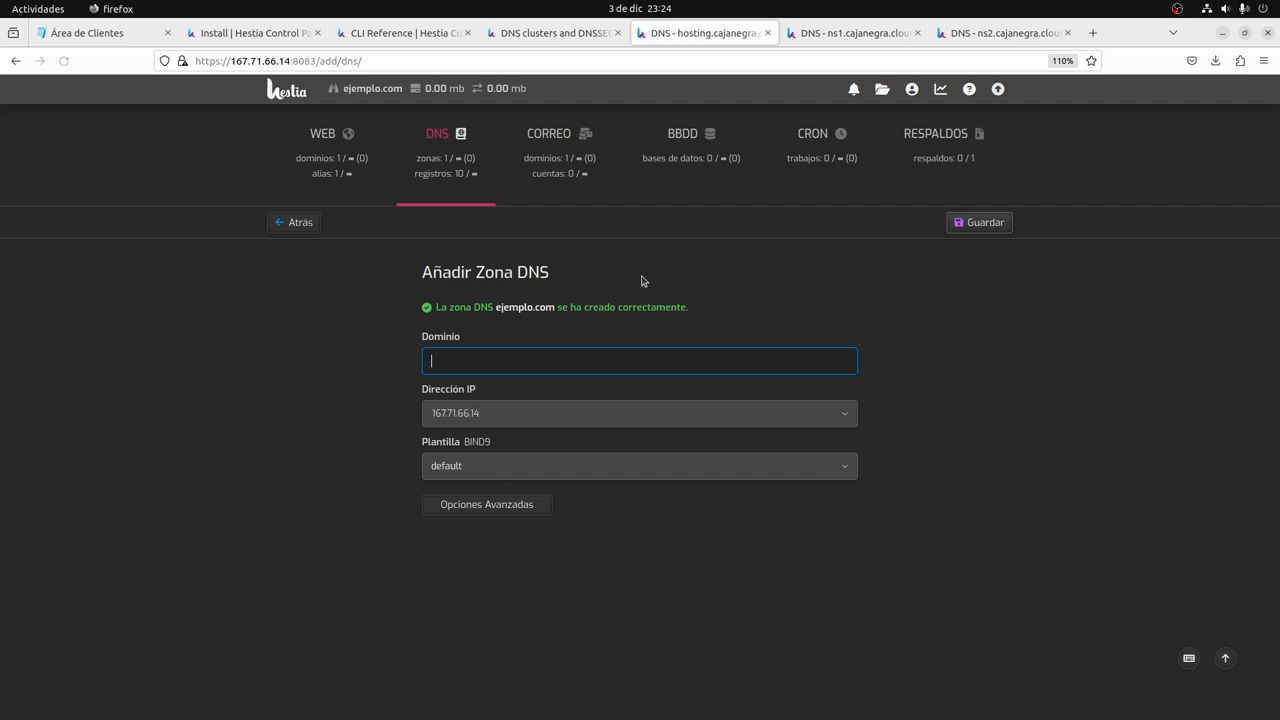 Actividades
firefox
3 de dic 23:24
Área de Clientes
Install | Hestia Control Pa
CLI Reference | Hestia Co
DNS clusters and DNSSEC
DNS - hosting.cajanegra.c
DNS - ns1.cajanegra.clou
DNS - ns2.cajanegra.clou
https://167.71.66.14:8083/add/dns/
110%
hestia
ejemplo.com 0.00 mb 0.00 mb
WEB
dominios: 1 / ∞ (0)
alias: 1 / ∞
DNS
zonas: 1 / ∞ (0)
registros: 10 / ∞
CORREO
dominios: 1 / ∞ (0)
cuentas: 0 / ∞
BBDD
bases de datos: 0 / ∞ (0)
CRON
trabajos: 0 / ∞ (0)
RESPALDOS
respaldos: 0 / 1
Atrás
Guardar
Añadir Zona DNS
La zona DNS ejemplo.com se ha creado correctamente.
Dominio
Dirección IP
167.71.66.14
Plantilla BIND9
default
Opciones Avanzadas